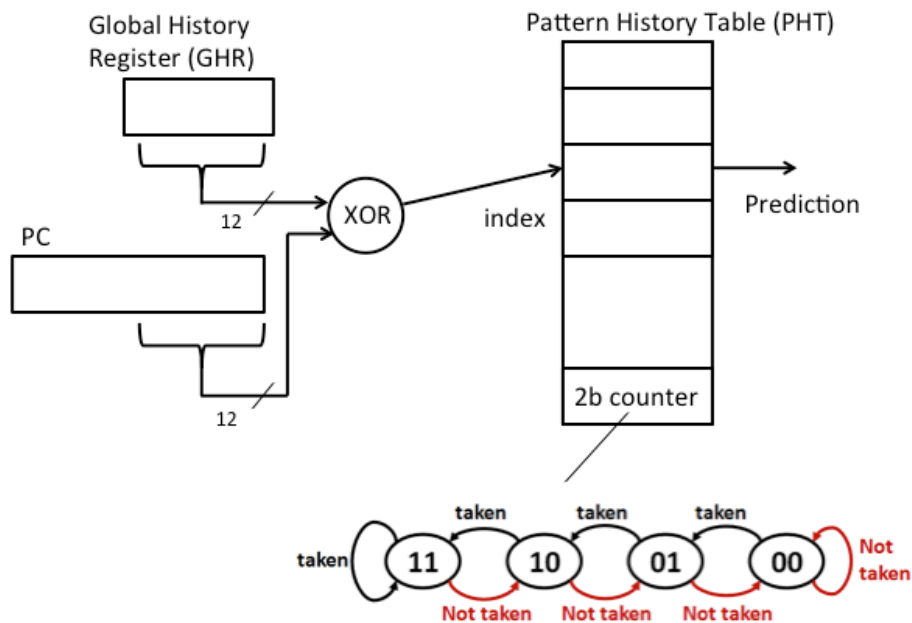 Global History
Register (GHR)
Pattern History Table (PHT)
12
XOR
index
Prediction
PC
12
2b counter
taken
taken
taken
taken
11
10
01
00
Not
taken
Not taken
Not taken
Not taken